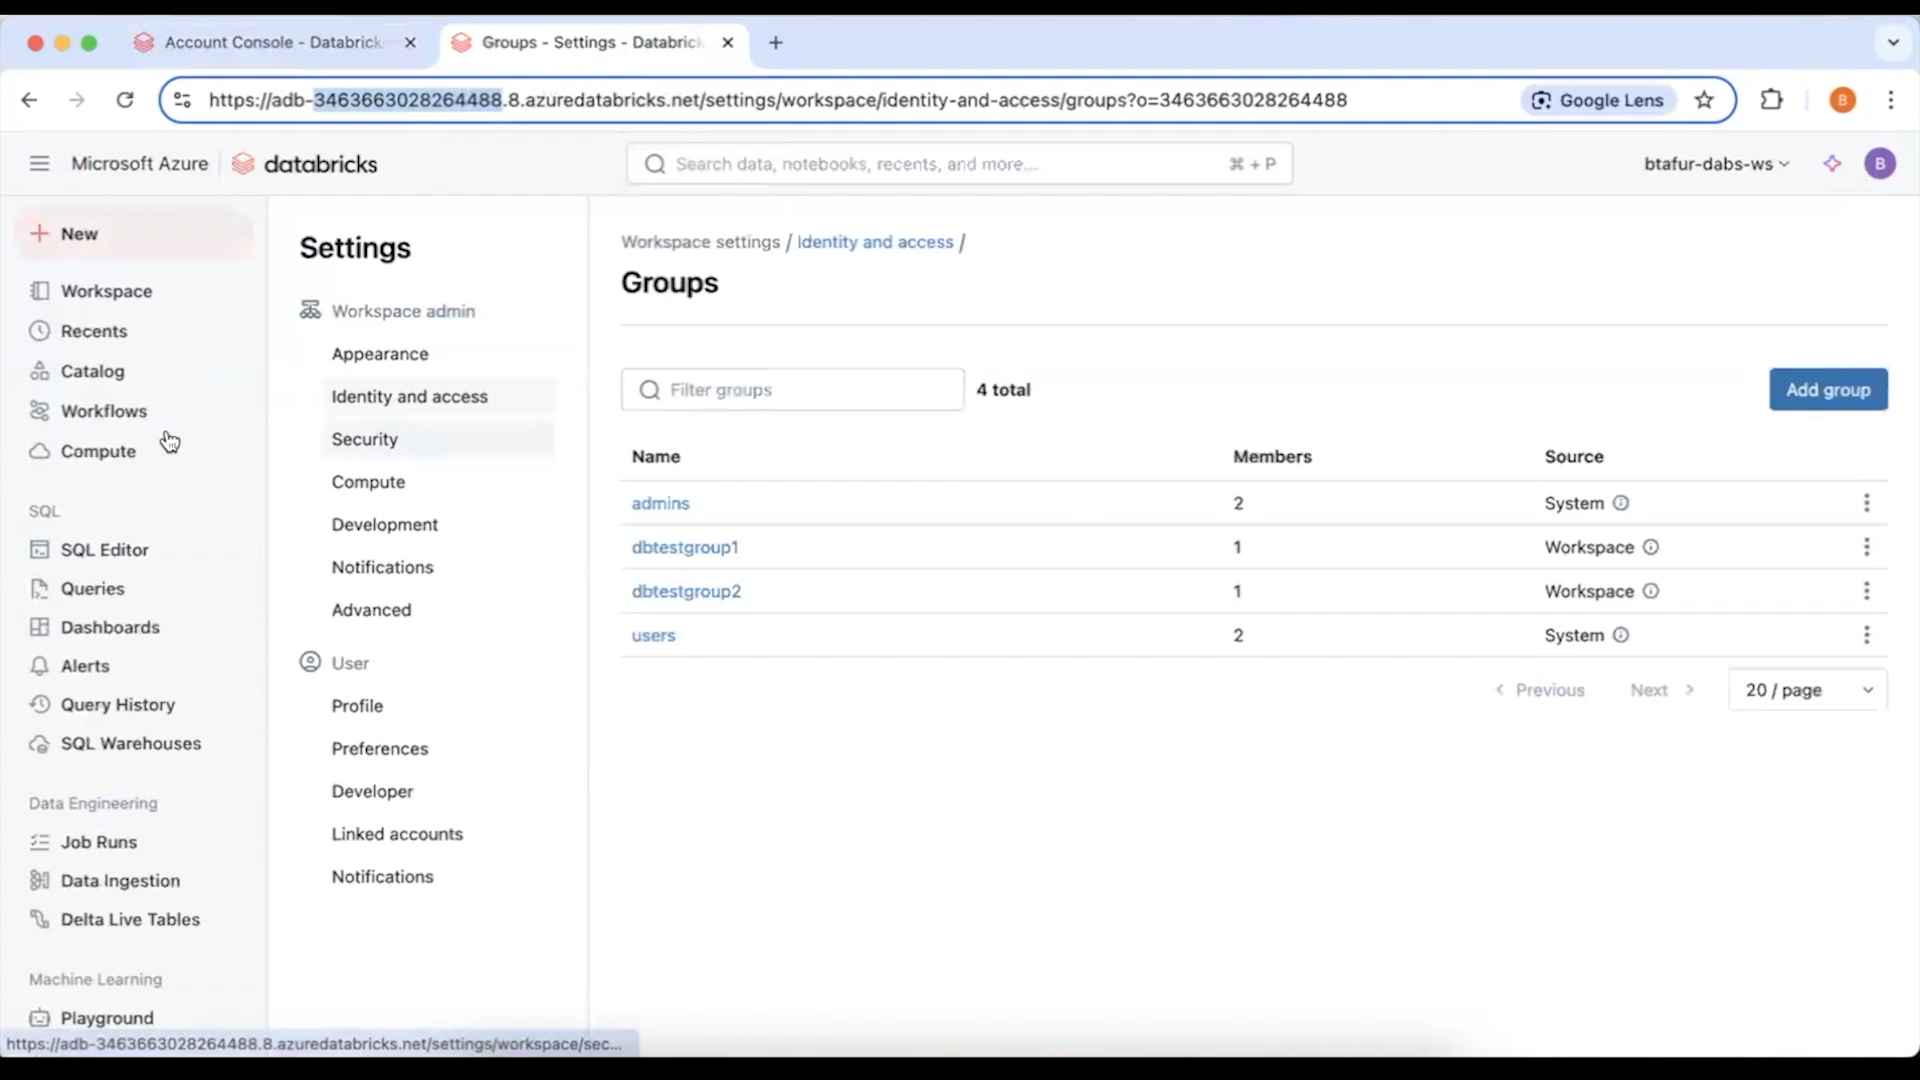 Account Console - Databrick
Groups - Settings - Databrick
https://adb-3463663028264488.8.azuredatabricks.net/settings/workspace/identity-and-access/groups?o=3463663028264488
Google Lens
B
Microsoft Azure
databricks
Search data, notebooks, recents, and more...
⌘ + P
btafur-dabs-ws
B
New
Workspace
Recents
Catalog
Workflows
Compute
SQL
SQL Editor
Queries
Dashboards
Alerts
Query History
SQL Warehouses
Data Engineering
Job Runs
Data Ingestion
Delta Live Tables
Machine Learning
Playground
Settings
Workspace admin
Appearance
Identity and access
Security
Compute
Development
Notifications
Advanced
User
Profile
Preferences
Developer
Linked accounts
Notifications
Workspace settings / Identity and access /
Groups
Filter groups
4 total
Add group
Name Members Source
admins 2 System
dbtestgroup1 1 Workspace
dbtestgroup2 1 Workspace
users 2 System
Previous Next 20 / page
https://adb-3463663028264488.8.azuredatabricks.net/settings/workspace/sec...